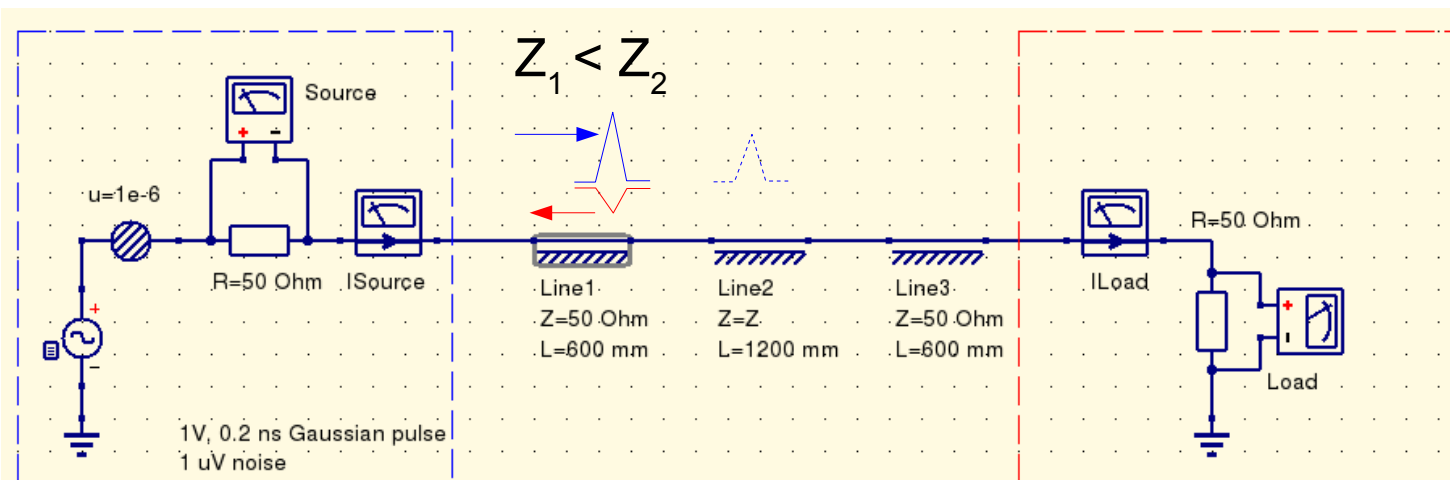 Z1 < Z2
Source
+ −
u=1e-6
R=50 Ohm
ISource
+
−
1V, 0.2 ns Gaussian pulse
1 uV noise
Line1
Z=50 Ohm
L=600 mm
Line2
Z=Z
L=1200 mm
Line3
Z=50 Ohm
L=600 mm
ILoad
R=50 Ohm
+
−
Load